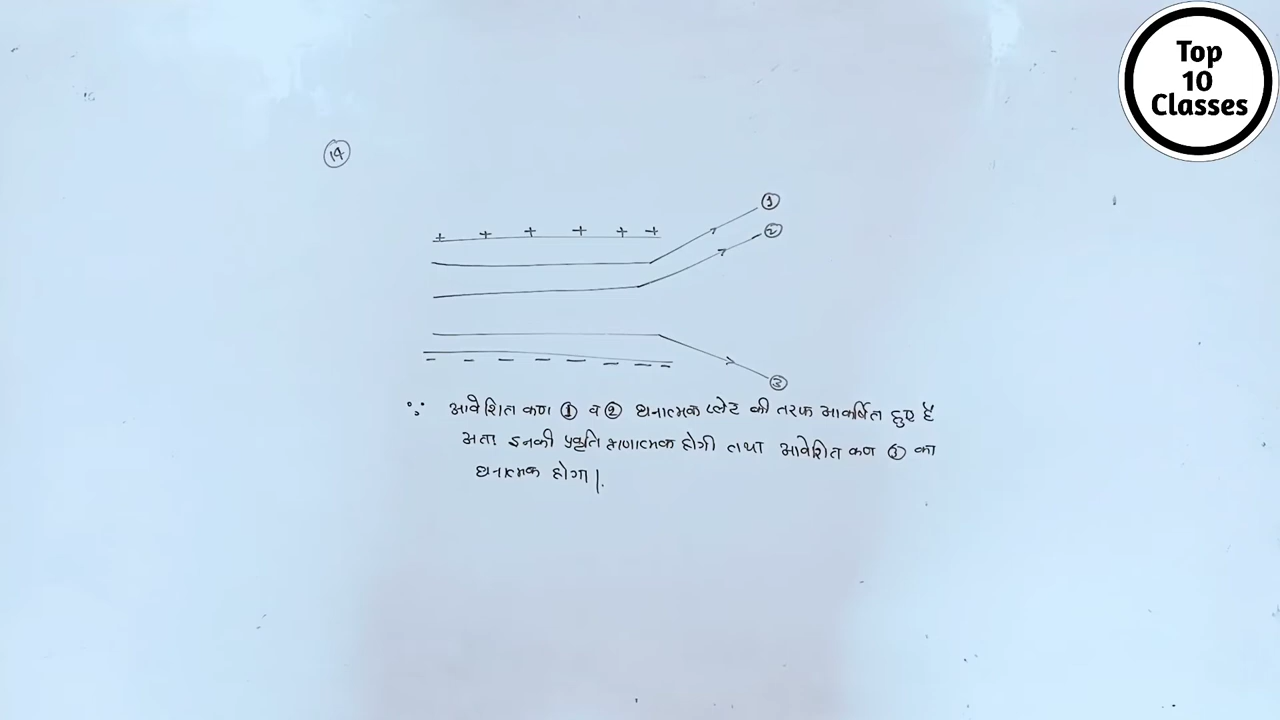 Top
10
Classes
14
+ + + + + +
1
2
- - - - - - - -
3
∵ आवेशित कण ① व ② धनात्मक प्लेट की तरफ आकर्षित हुए है
अतः इनकी प्रकृति ऋणात्मक होगी तथा आवेशित कण ③ का
धनात्मक होगा|.